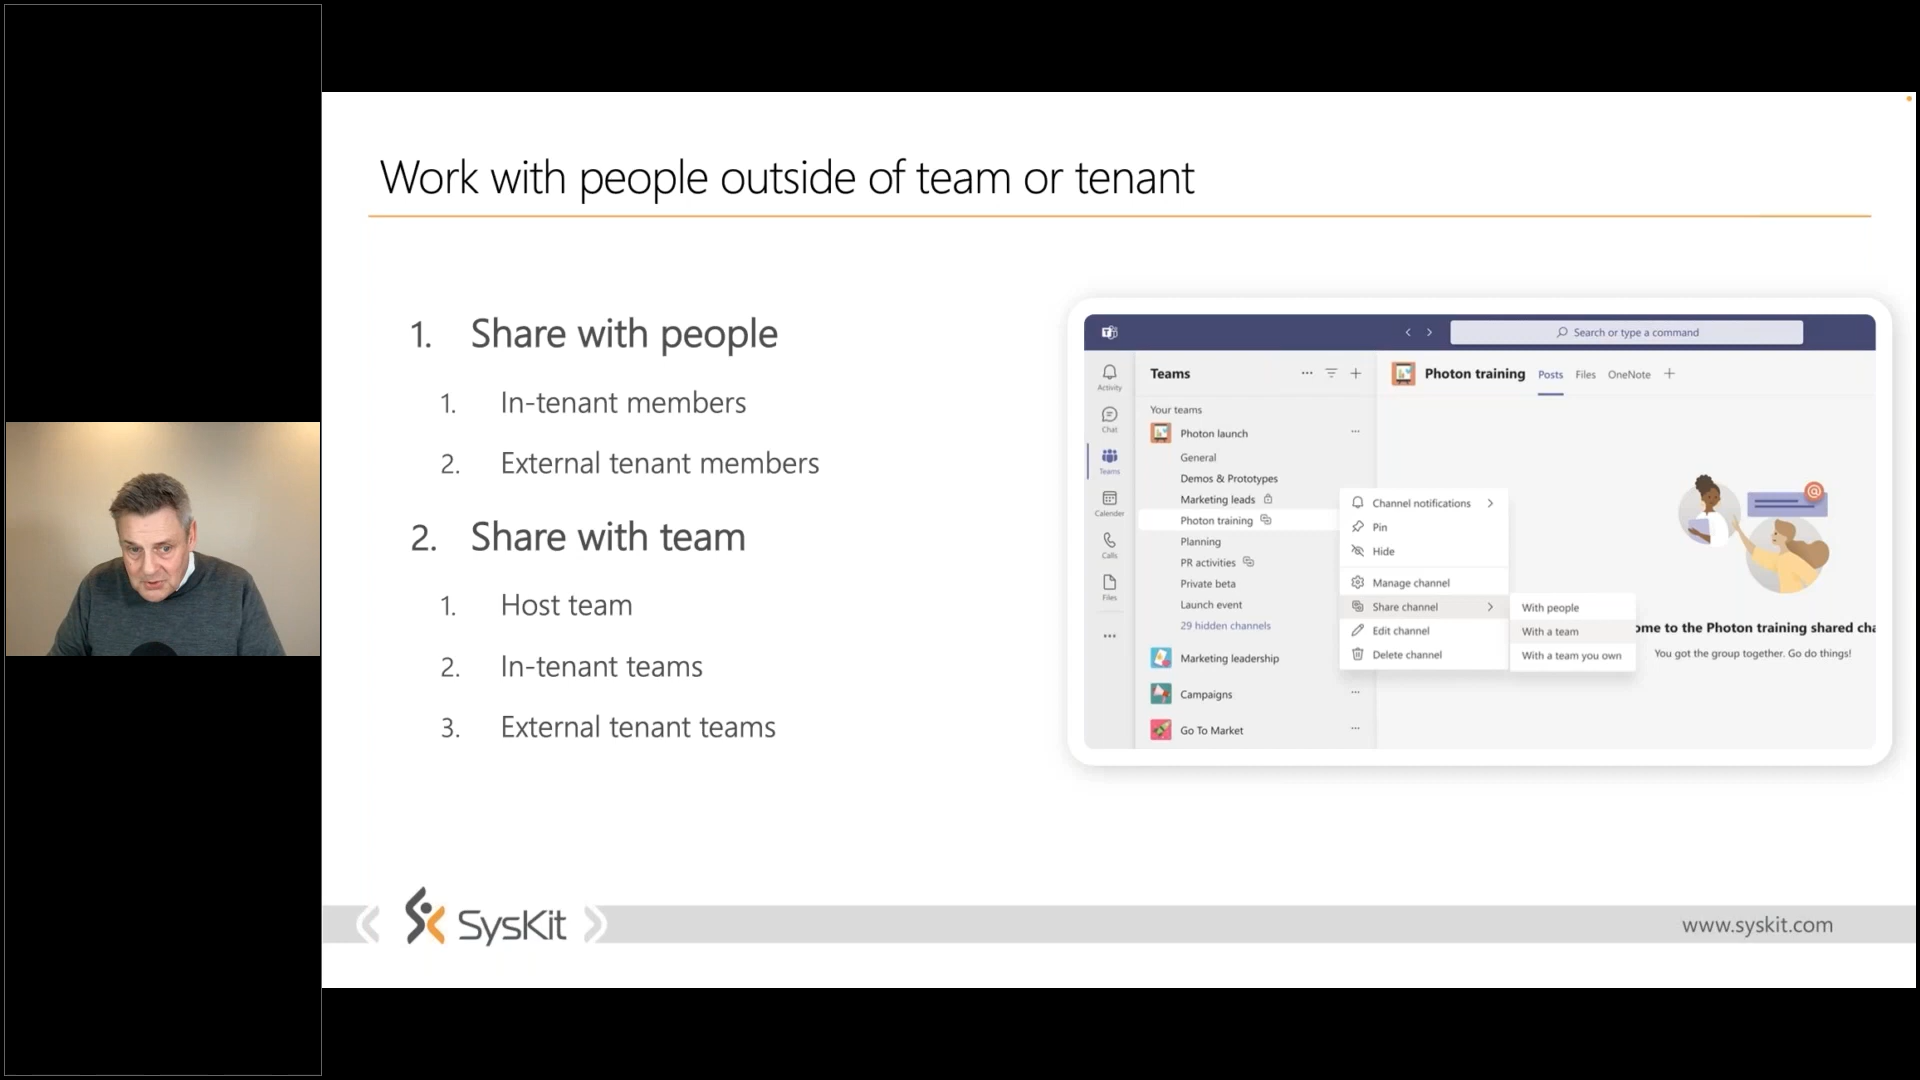 Work with people outside of team or tenant
1. Share with people
1. In-tenant members
2. External tenant members
2. Share with team
1. Host team
2. In-tenant teams
3. External tenant teams
Search or type a command
Activity
Chat
Teams
Calender
Calls
Files
Teams
Your teams
Photon launch
General
Demos & Prototypes
Marketing leads
Photon training
Planning
PR activities
Private beta
Launch event
29 hidden channels
Marketing leadership
Campaigns
Go To Market
Photon training Posts Files OneNote
Channel notifications
Pin
Hide
Manage channel
Share channel
Edit channel
Delete channel
With people
With a team
With a team you own
ome to the Photon training shared cha
You got the group together. Go do things!
SysKit
www.syskit.com